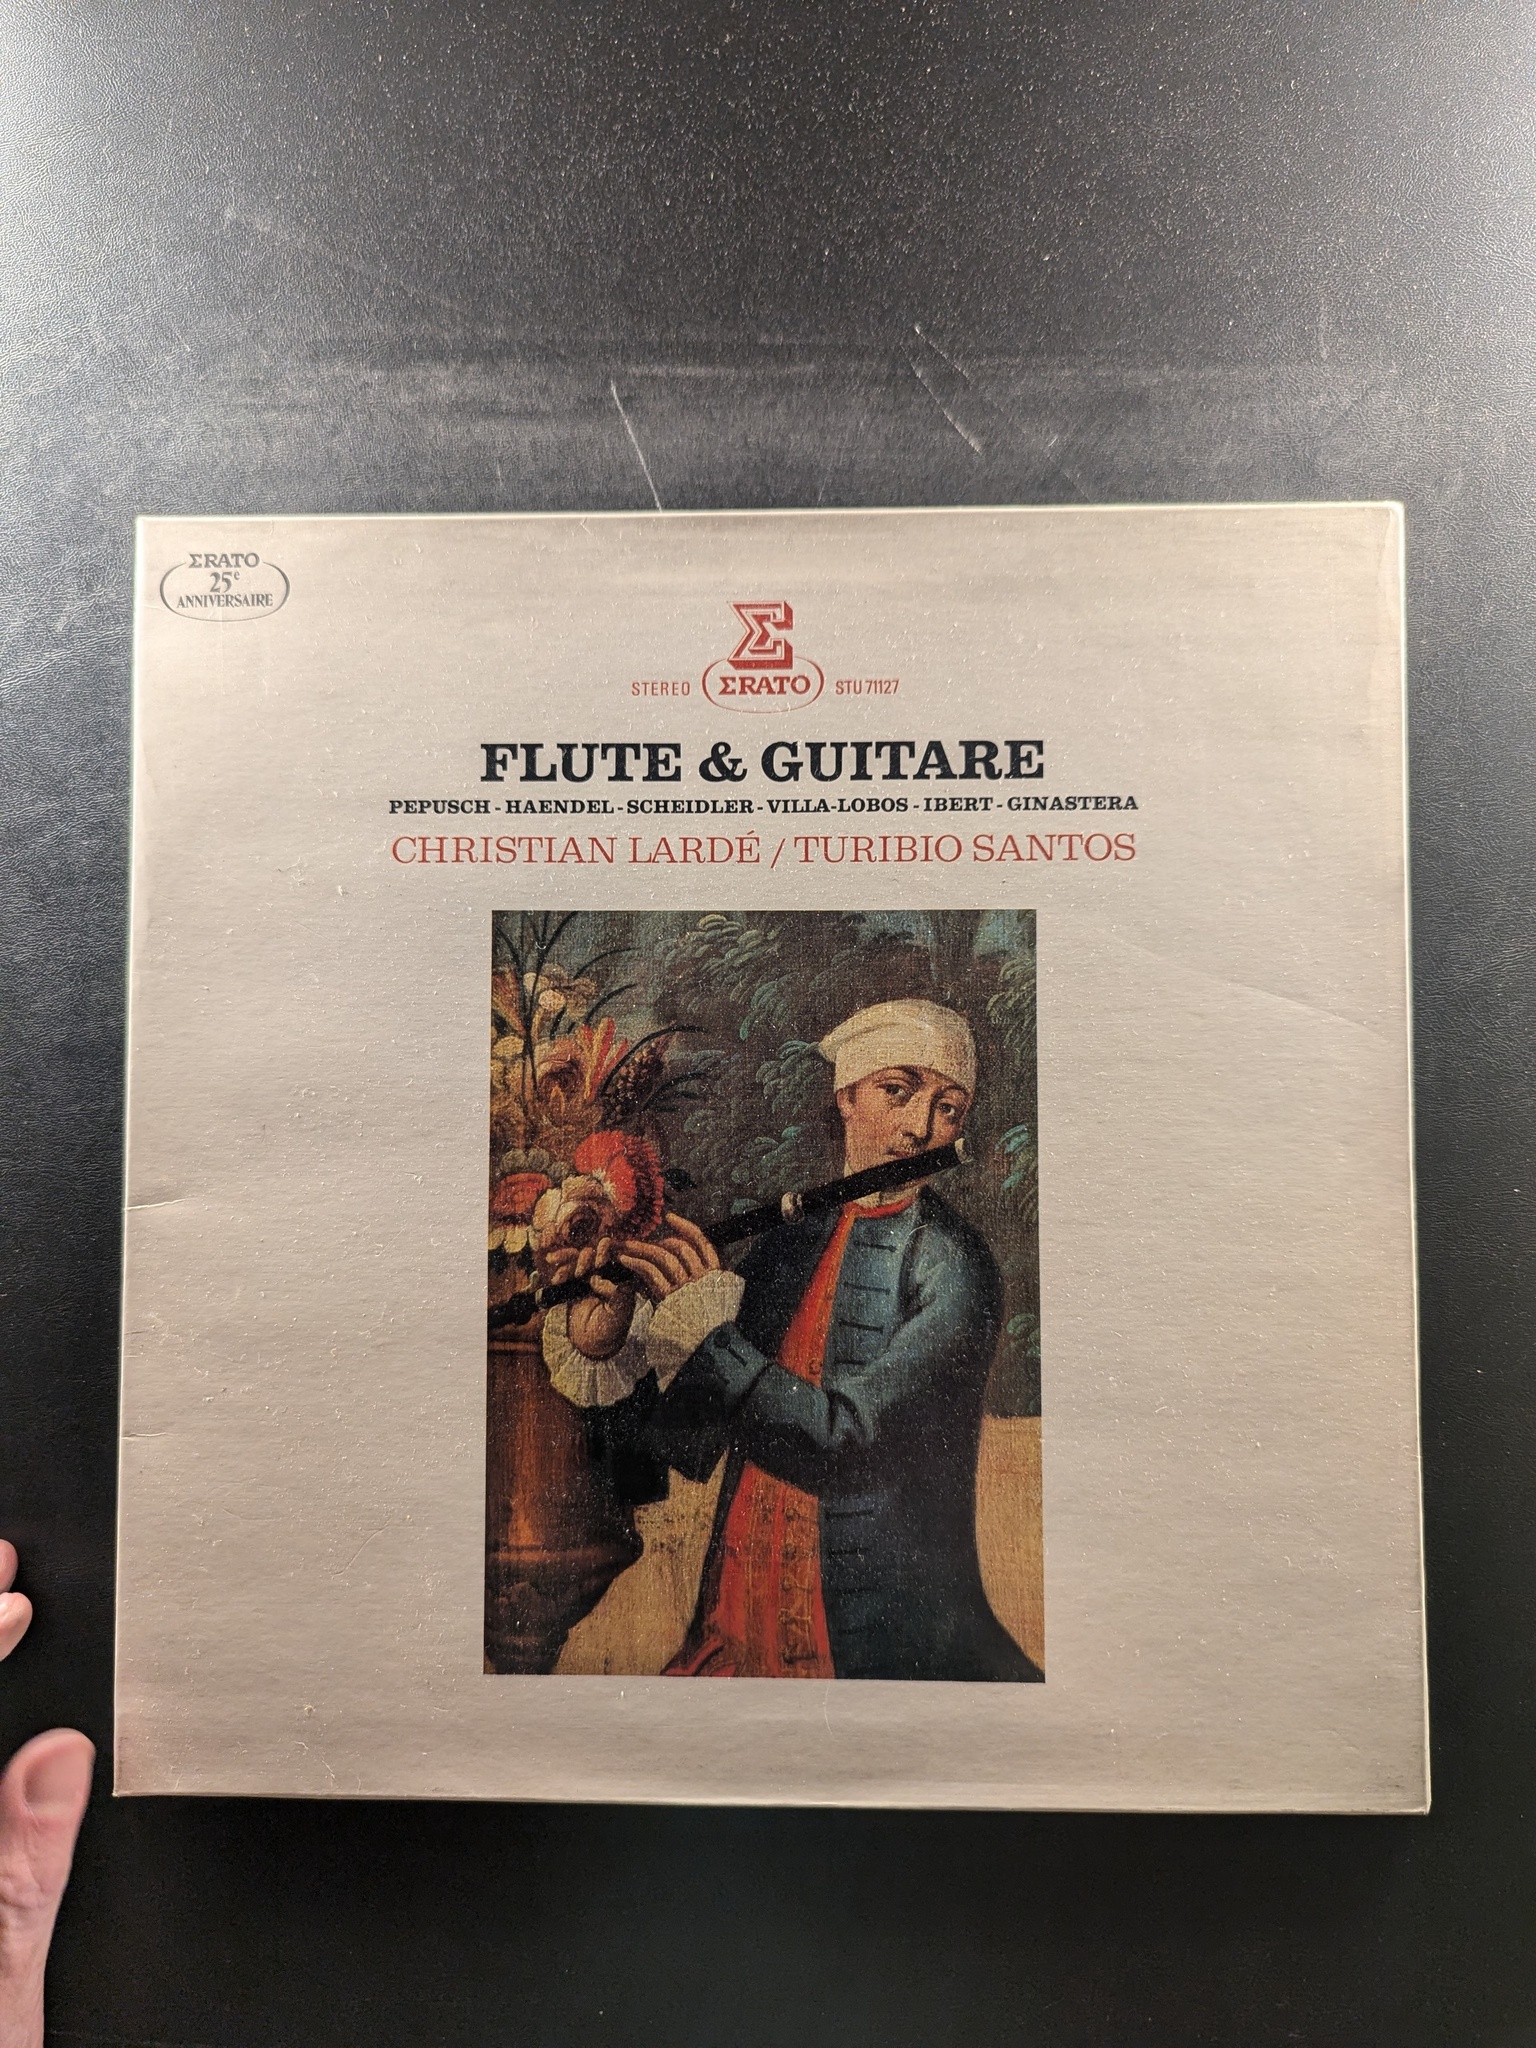 ΣRATO
25e
ANNIVERSAIRE
Σ
STEREO ΣRATO STU 71127
FLUTE & GUITARE
PEPUSCH - HAENDEL - SCHEIDLER - VILLA-LOBOS - IBERT - GINASTERA
CHRISTIAN LARDÉ / TURIBIO SANTOS